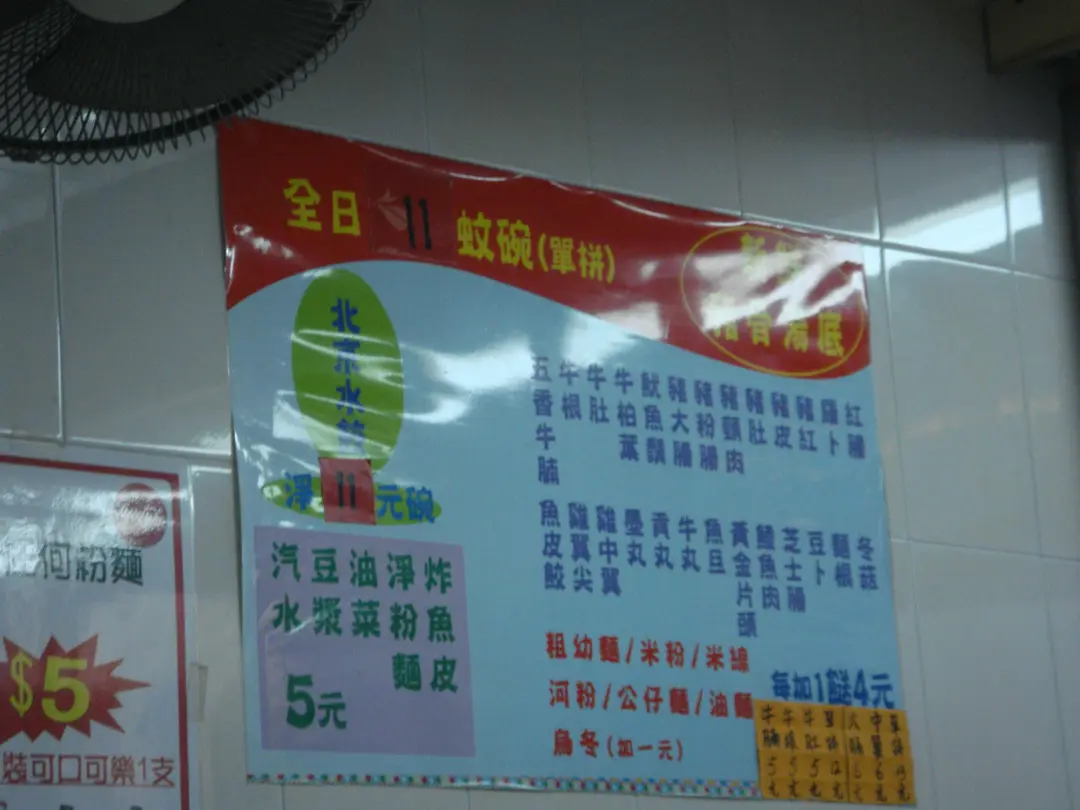 全日 11 蚊碗(單拼)
湯底
北京水餃
淨 11 元碗
五香牛腩
牛根
牛肚
牛柏葉
魷魚鬚
豬大腸
豬粉腸
豬頸肉
豬肚
豬皮
豬紅
羅卜
紅腸
魚皮餃
雞翼尖
雞中翼
墨丸
貢丸
牛丸
魚旦
黃金片頭
鯪魚肉
芝士腸
豆卜
麵根
冬菇
粗幼麵/米粉/米線
河粉/公仔麵/油麵
烏冬(加一元)
每加1餸4元
汽水
豆漿
油菜
淨粉麵
炸魚皮
5元
何粉麵
$5
裝可口可樂1支